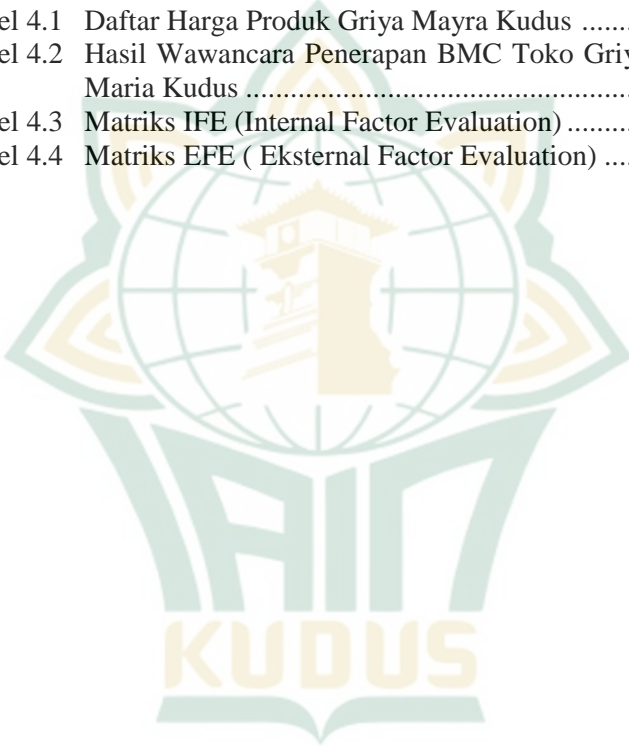 el 4.1 Daftar Harga Produk Griya Mayra Kudus .......
el 4.2 Hasil Wawancara Penerapan BMC Toko Griy
Maria Kudus ....................................................
el 4.3 Matriks IFE (Internal Factor Evaluation) .........
el 4.4 Matriks EFE ( Eksternal Factor Evaluation) ....
IAIN
KUDUS